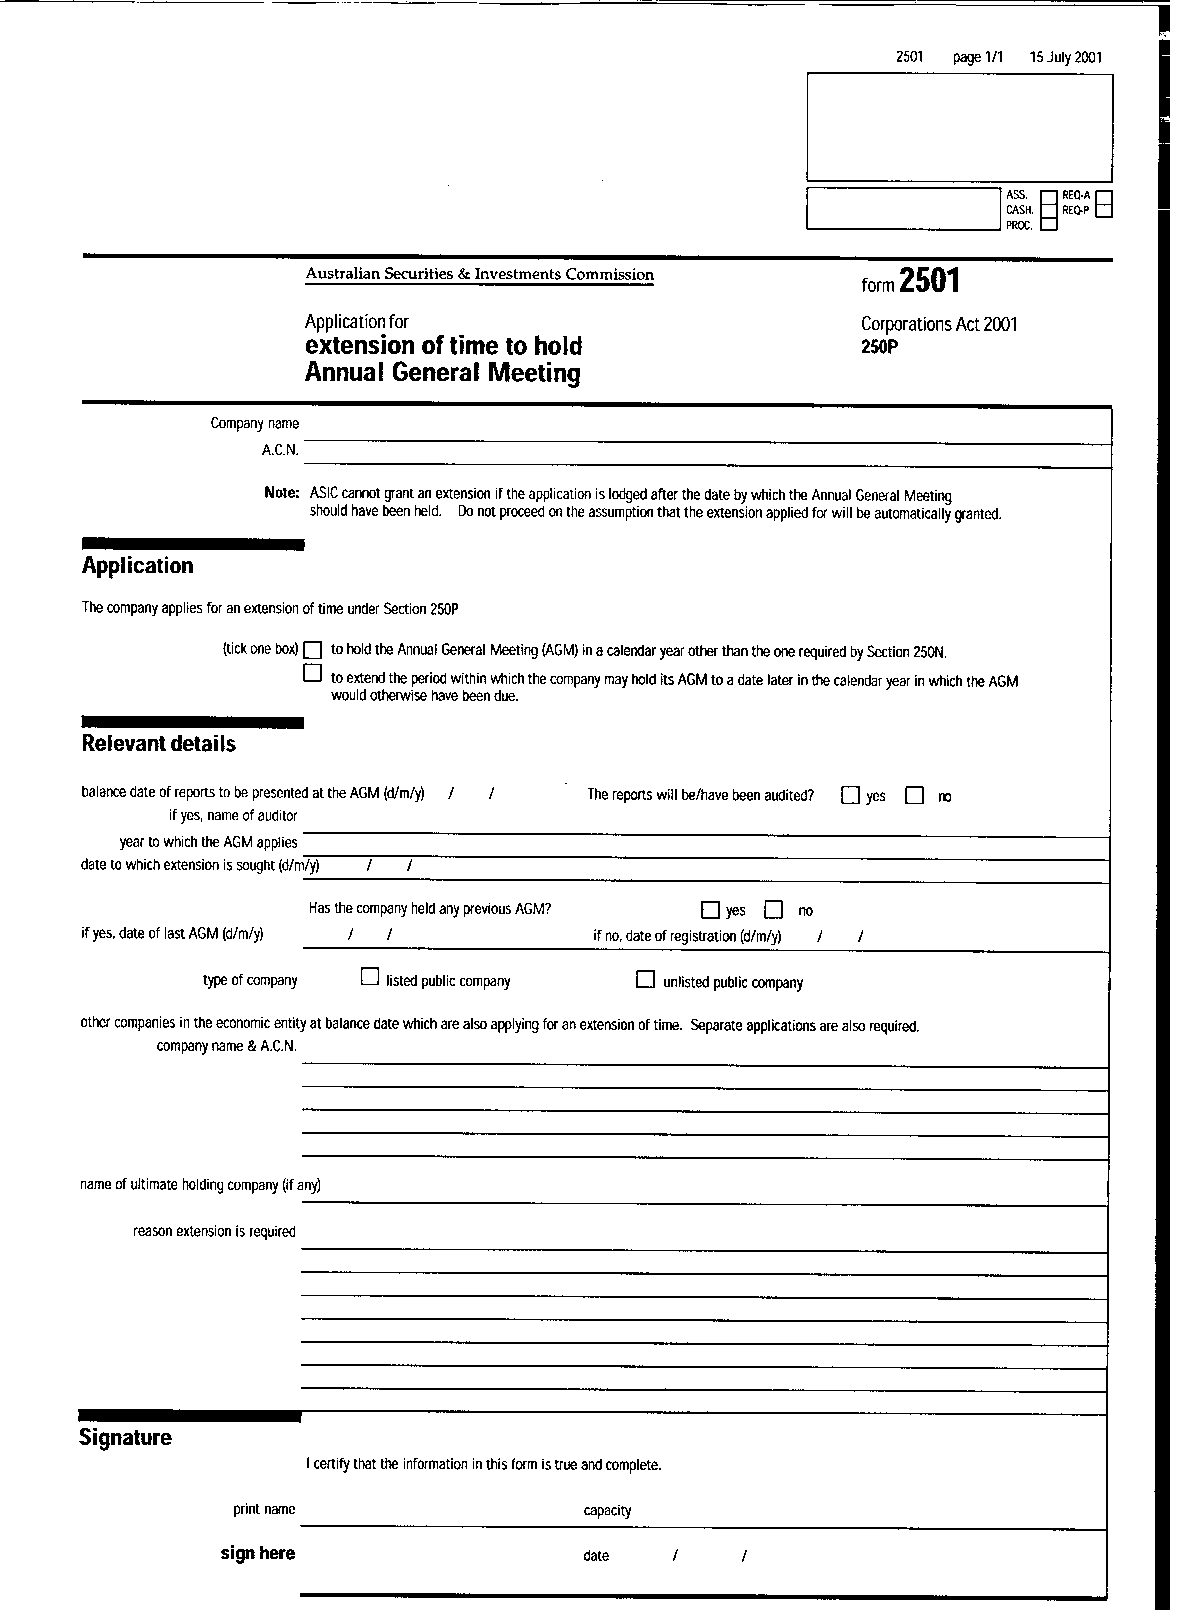 2501 page 1/1 15 July 2001
ASS. REQ-A
CASH. REQ-P
PROC.
Australian Securities & Investments Commission
form 2501
Application for
extension of time to hold
Annual General Meeting
Corporations Act 2001
250P
Company name
A.C.N.
Note: ASIC cannot grant an extension if the application is lodged after the date by which the Annual General Meeting
should have been held. Do not proceed on the assumption that the extension applied for will be automatically granted.
Application
The company applies for an extension of time under Section 250P
(tick one box) to hold the Annual General Meeting (AGM) in a calendar year other than the one required by Section 250N.
to extend the period within which the company may hold its AGM to a date later in the calendar year in which the AGM
would otherwise have been due.
Relevant details
balance date of reports to be presented at the AGM (d/m/y) / / The reports will be/have been audited? yes no
if yes, name of auditor
year to which the AGM applies
date to which extension is sought (d/m/y) / /
Has the company held any previous AGM? yes no
if yes, date of last AGM (d/m/y) / / if no, date of registration (d/m/y) / /
type of company listed public company unlisted public company
other companies in the economic entity at balance date which are also applying for an extension of time. Separate applications are also required.
company name & A.C.N.
name of ultimate holding company (if any)
reason extension is required
Signature
I certify that the information in this form is true and complete.
print name capacity
sign here date / /